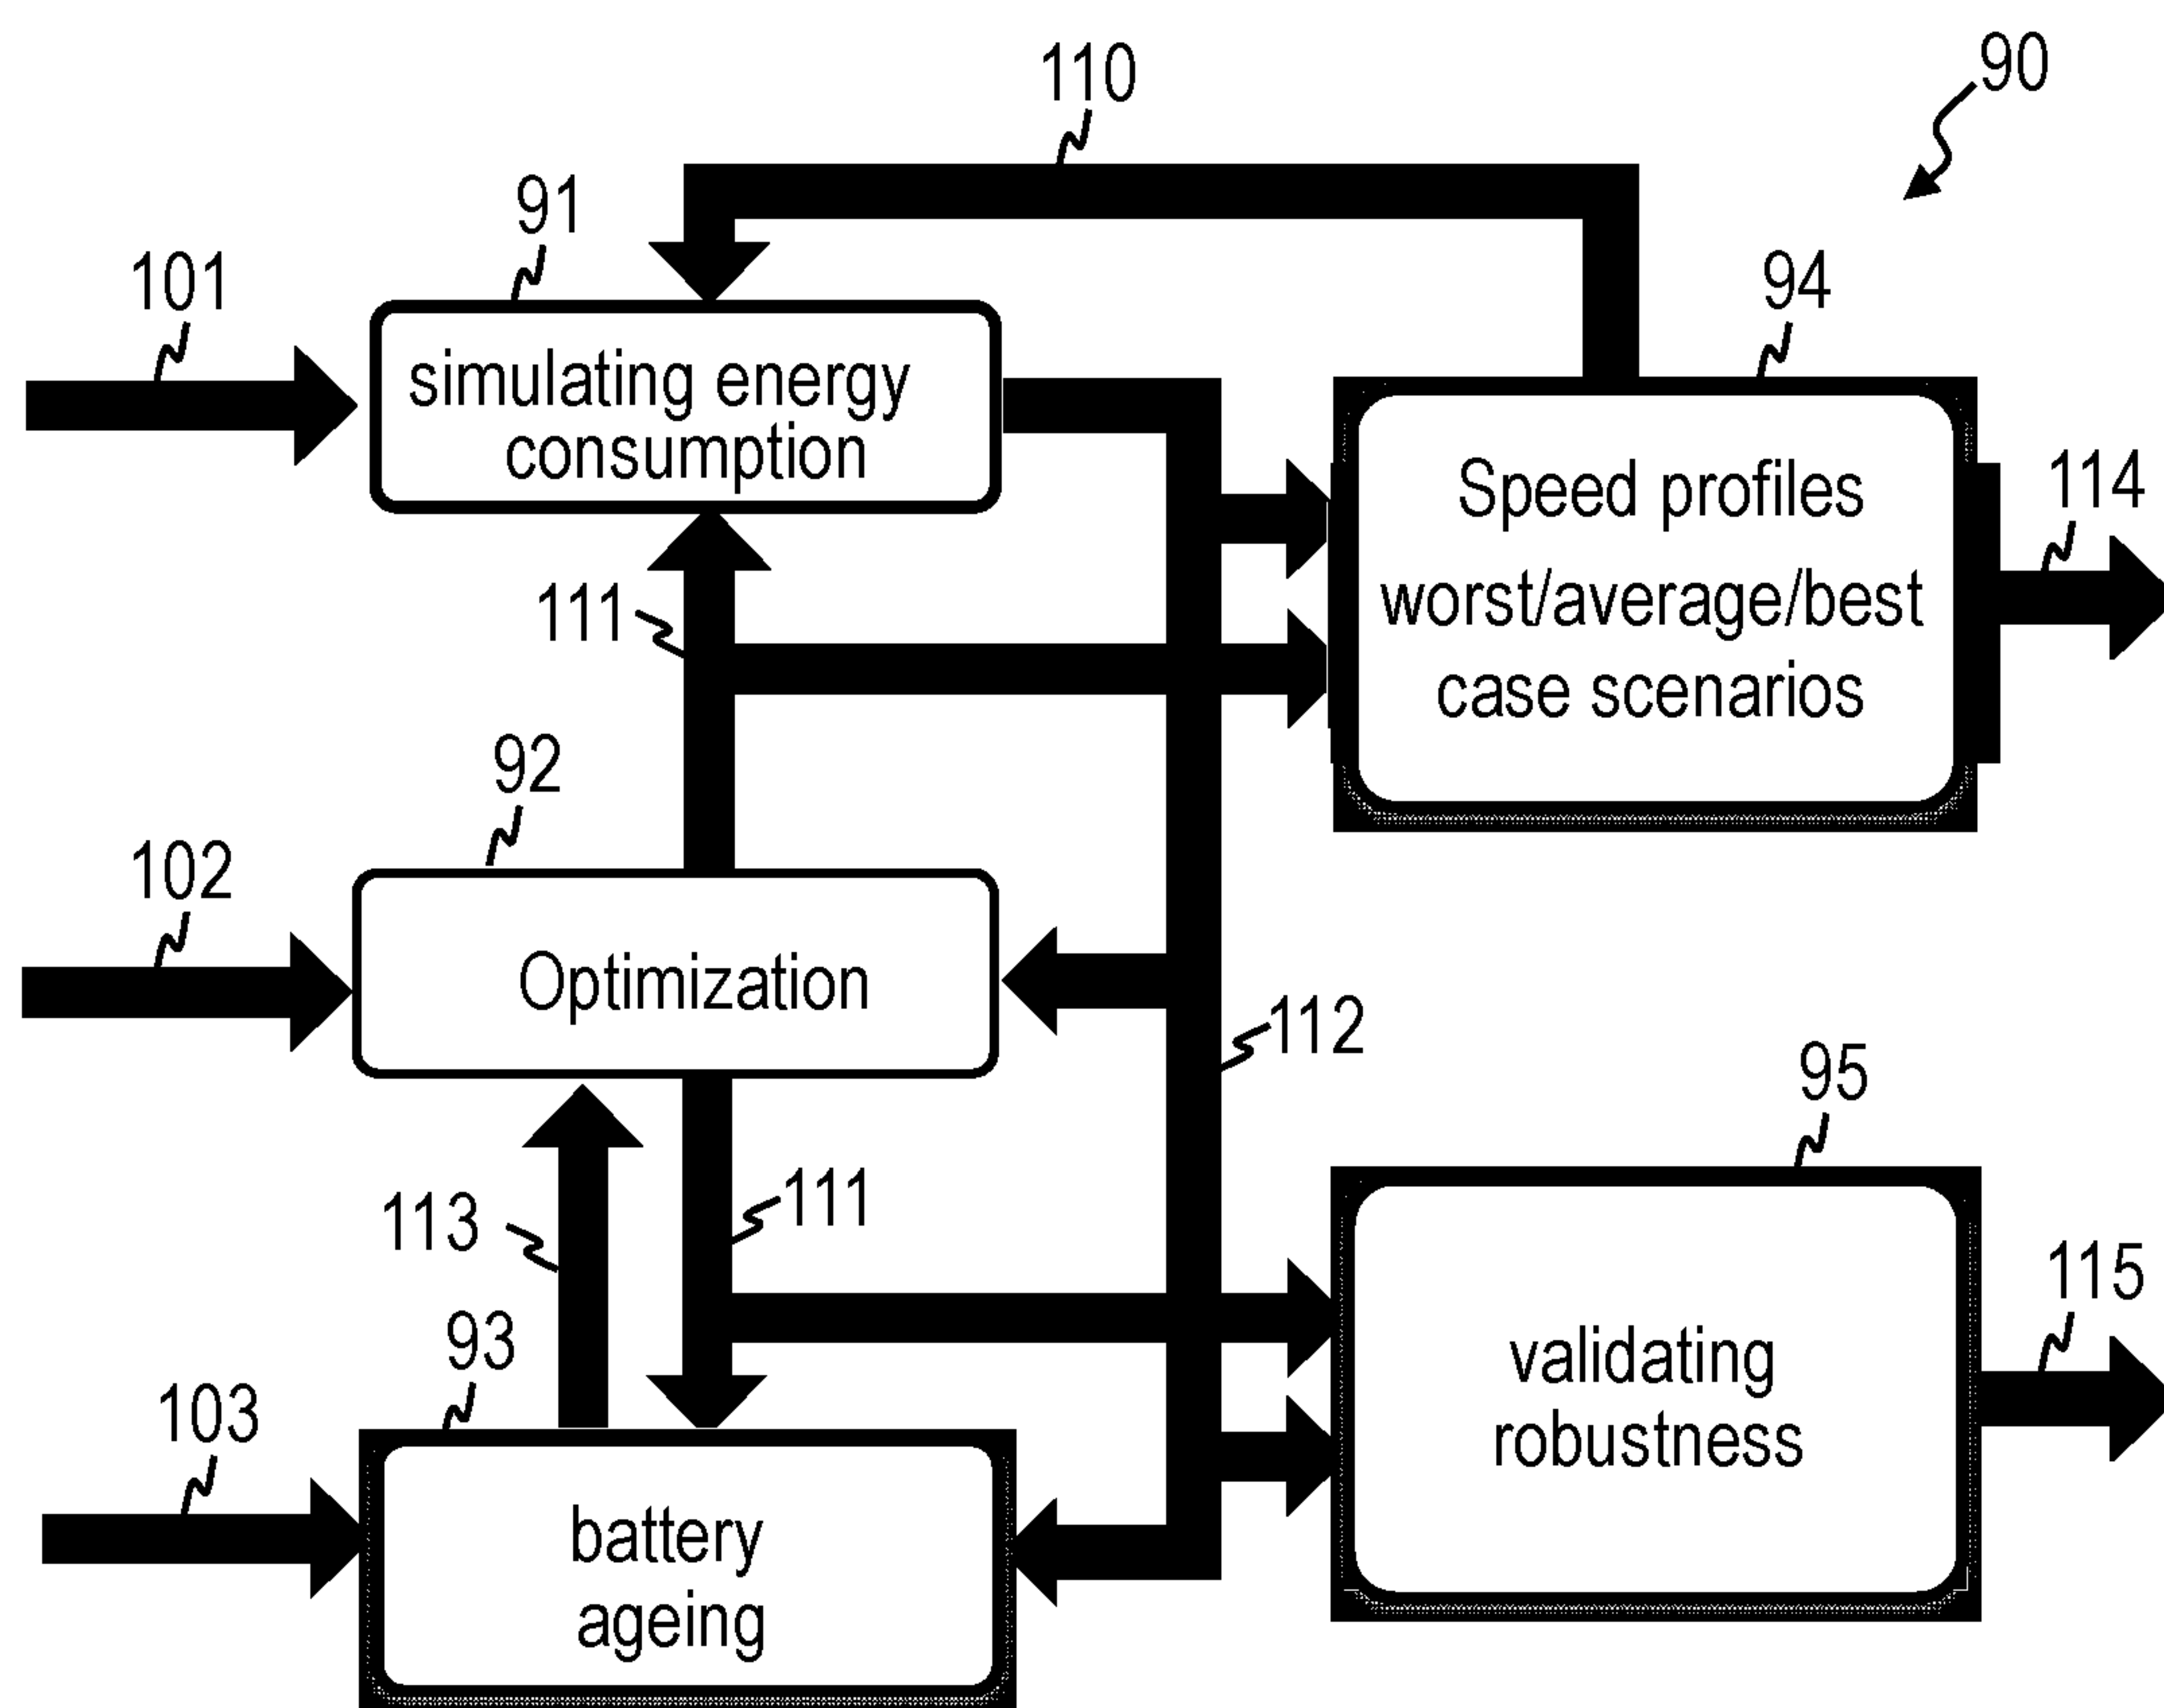 110
90
91
101
94
simulating energy
consumption
Speed profiles
worst/average/best
case scenarios
114
111
92
102
Optimization
112
95
113
111
115
93
103
validating
robustness
battery
ageing